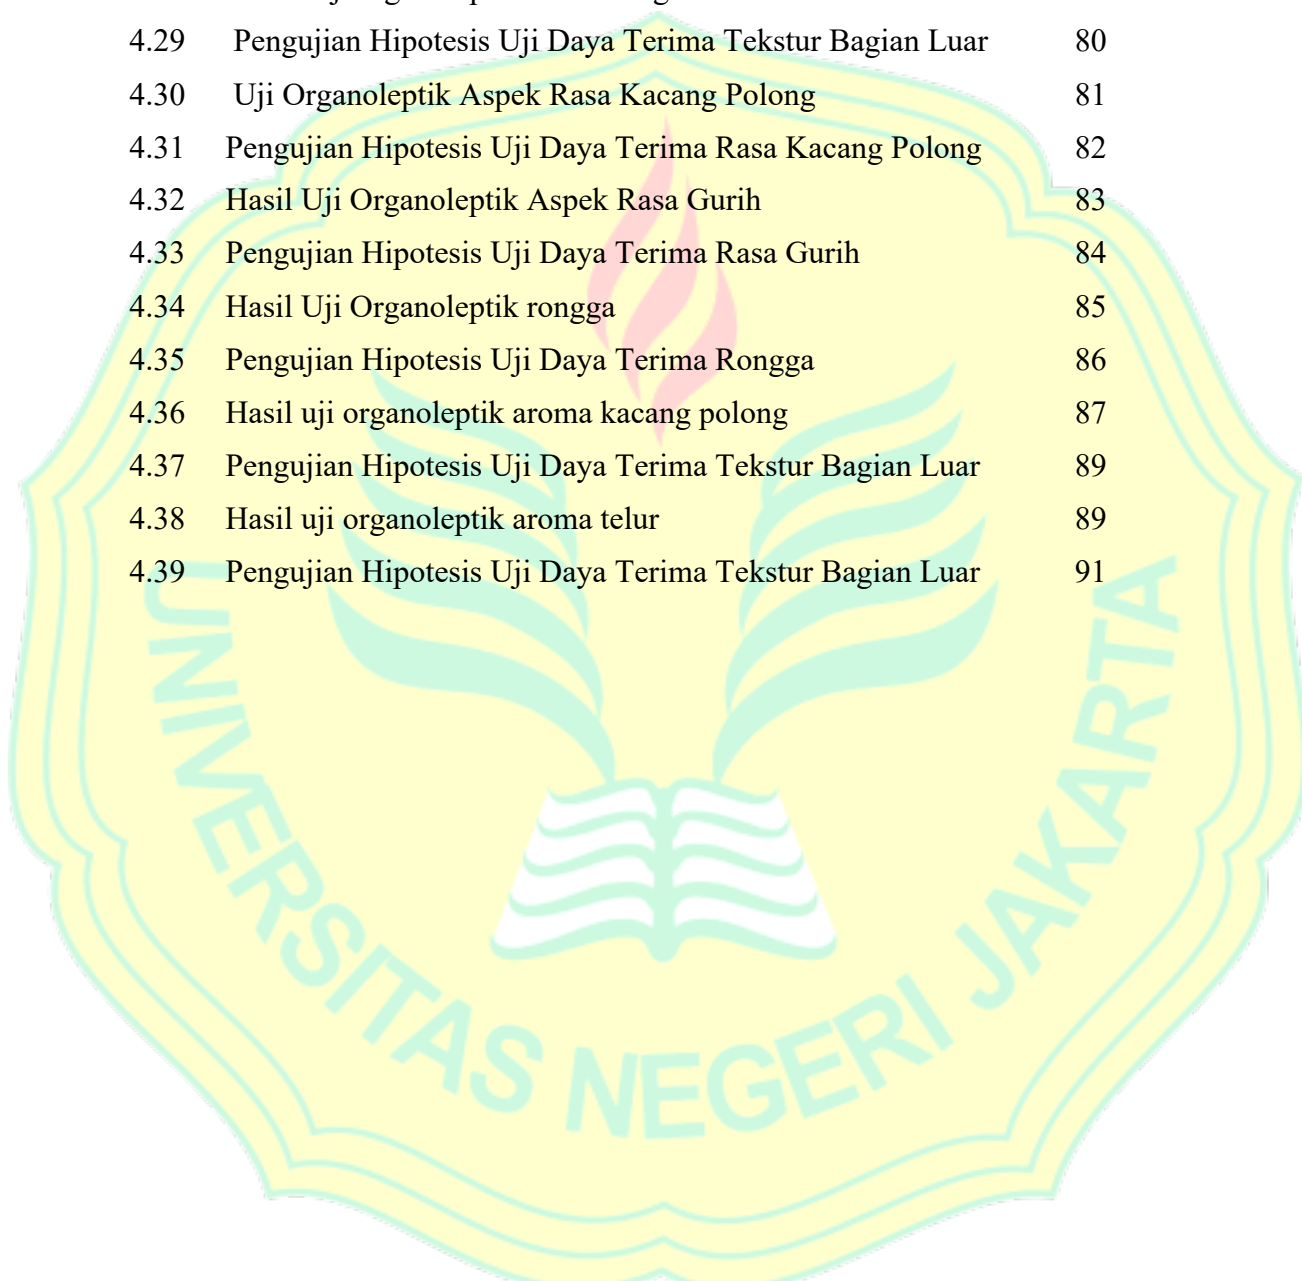 4.29 Pengujian Hipotesis Uji Daya Terima Tekstur Bagian Luar 80
4.30 Uji Organoleptik Aspek Rasa Kacang Polong 81
4.31 Pengujian Hipotesis Uji Daya Terima Rasa Kacang Polong 82
4.32 Hasil Uji Organoleptik Aspek Rasa Gurih 83
4.33 Pengujian Hipotesis Uji Daya Terima Rasa Gurih 84
4.34 Hasil Uji Organoleptik rongga 85
4.35 Pengujian Hipotesis Uji Daya Terima Rongga 86
4.36 Hasil uji organoleptik aroma kacang polong 87
4.37 Pengujian Hipotesis Uji Daya Terima Tekstur Bagian Luar 89
4.38 Hasil uji organoleptik aroma telur 89
4.39 Pengujian Hipotesis Uji Daya Terima Tekstur Bagian Luar 91
UNIVERSITAS NEGERI JAKARTA